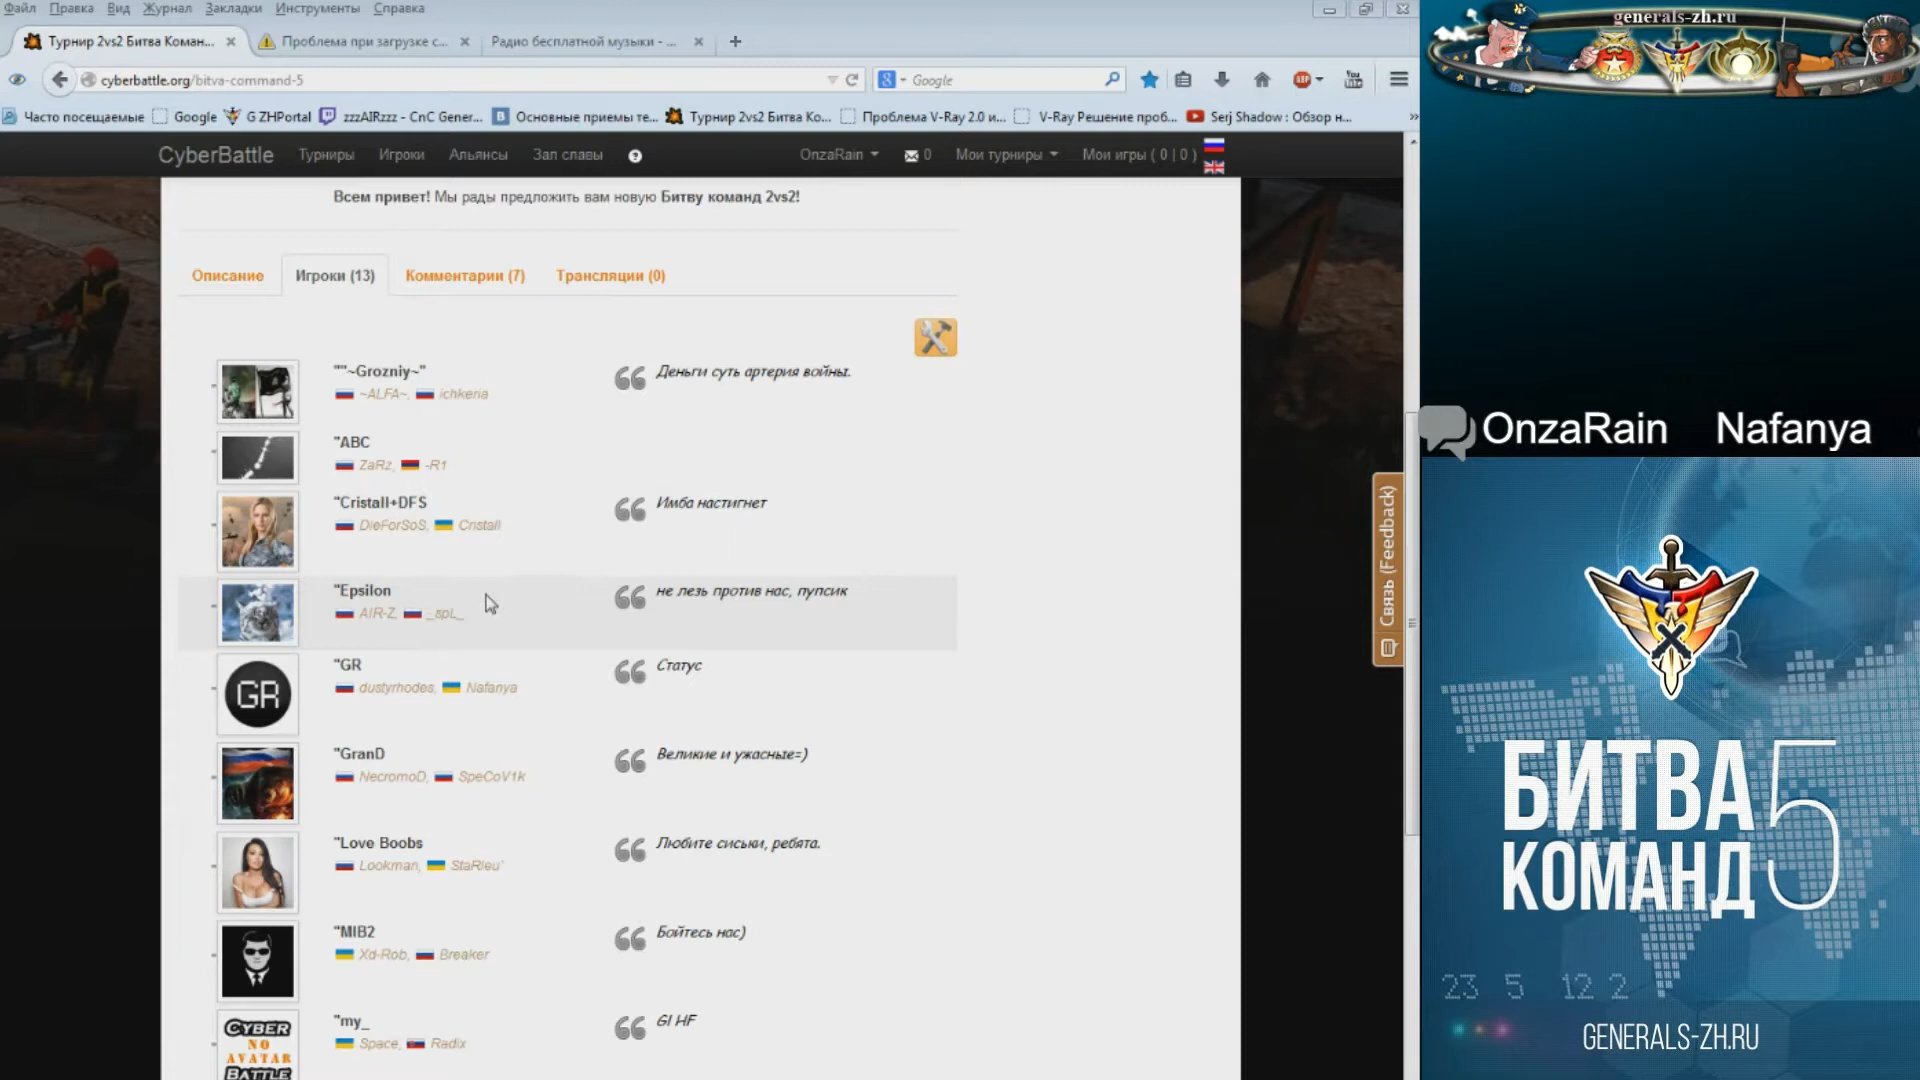 Файл Правка Вид Журнал Закладки Инструменты Справка
Турнир 2vs2 Битва Коман...
Проблема при загрузке с...
Радио бесплатной музыки - ...
cyberbattle.org/bitva-command-5
Google
Часто посещаемые Google G ZHPortal zzzAIRzzz - CnC Gener... Основные приемы те... Турнир 2vs2 Битва Ко... Проблема V-Ray 2.0 и... V-Ray Решение проб... Serj Shadow : Обзор н...
CyberBattle Турниры Игроки Альянсы Зал славы OnzaRain 0 Мои турниры Мои игры ( 0 | 0 )
Всем привет! Мы рады предложить вам новую Битву команд 2vs2!
Описание Игроки (13) Комментарии (7) Трансляции (0)
""~Grozniy~"
Деньги суть артерия войны.
~ALFA~, ichkeria
"ABC
ZaRz, -R1
"Cristall+DFS
Имба настигнет
DieForSoS, Cristall
"Epsilon
не лезь против нас, пупсик
AIR-Z, _spL_
GR
"GR
Статус
dustyrhodes, Nafanya
"GranD
Великие и ужасные=)
NecromoD, SpeCoV1k
"Love Boobs
Любите сиськи, ребята.
Lookman, StaRleu'
"MIB2
Бойтесь нас)
Xd-Rob, Breaker
"my_
Gl HF
Space, Radix
CYBER
NO
AVATAR
BATTLE
Связь (Feedback)
generals-zh.ru
OnzaRain Nafanya
БИТВА
КОМАНД
5
23 5 12 2
GENERALS-ZH.RU